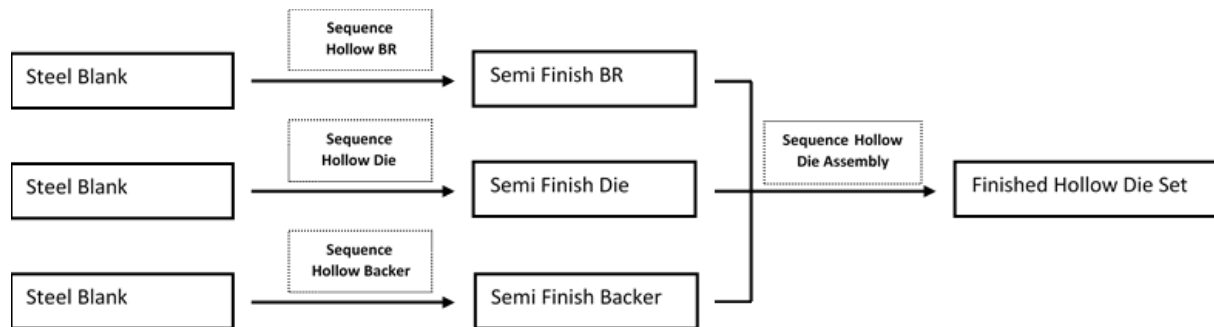 Sequence
Hollow BR
Steel Blank
Semi Finish BR
Sequence
Hollow Die
Sequence Hollow
Die Assembly
Steel Blank
Semi Finish Die
Finished Hollow Die Set
Sequence
Hollow Backer
Steel Blank
Semi Finish Backer